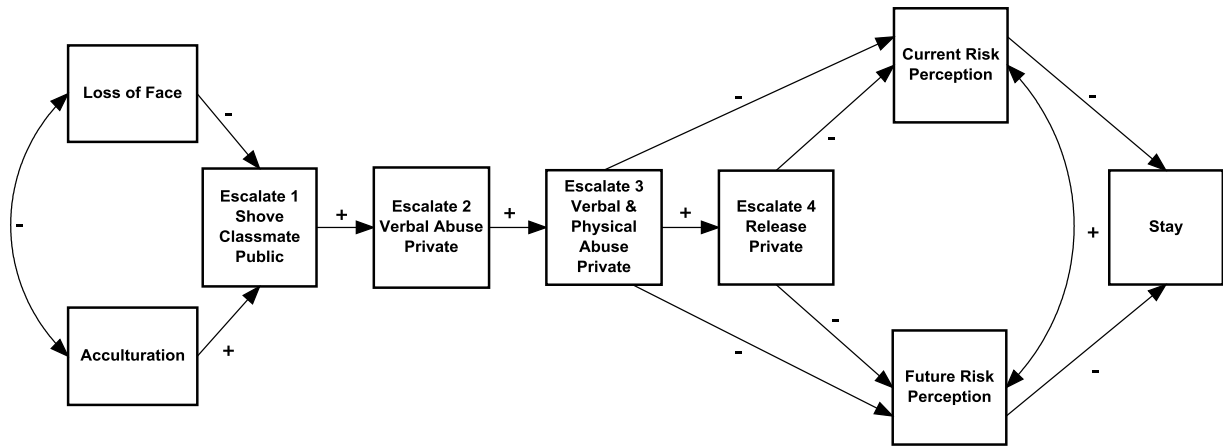 Loss of Face
-
-
Acculturation
+
Escalate 1
Shove
Classmate
Public
+
Escalate 2
Verbal Abuse
Private
+
Escalate 3
Verbal &
Physical
Abuse
Private
+
Escalate 4
Release
Private
-
-
-
-
Current Risk
Perception
-
+
Future Risk
Perception
-
Stay